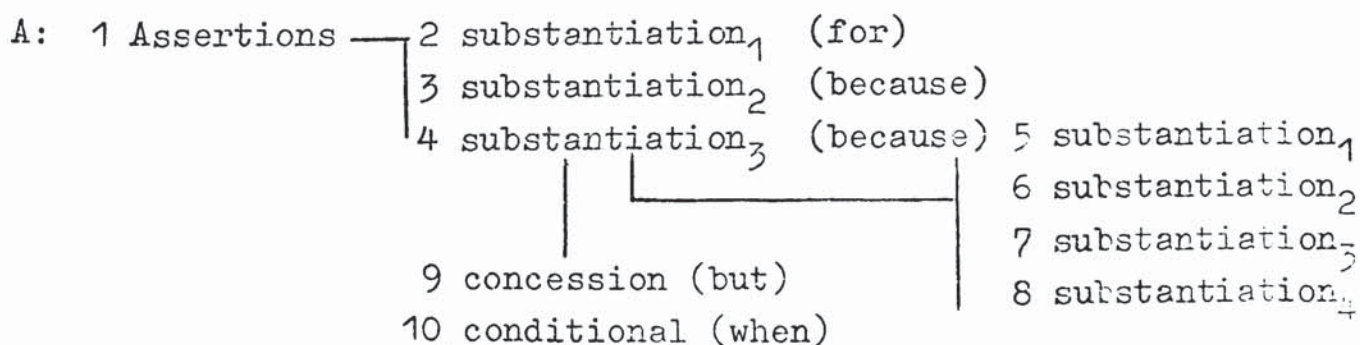 A: 1 Assertions 2 substantiation₁ (for)
3 substantiation₂ (because)
4 substantiation₃ (because) 5 substantiation₁
6 substantiation₂
7 substantiation₃
9 concession (but) 8 substantiation₄
10 conditional (when)